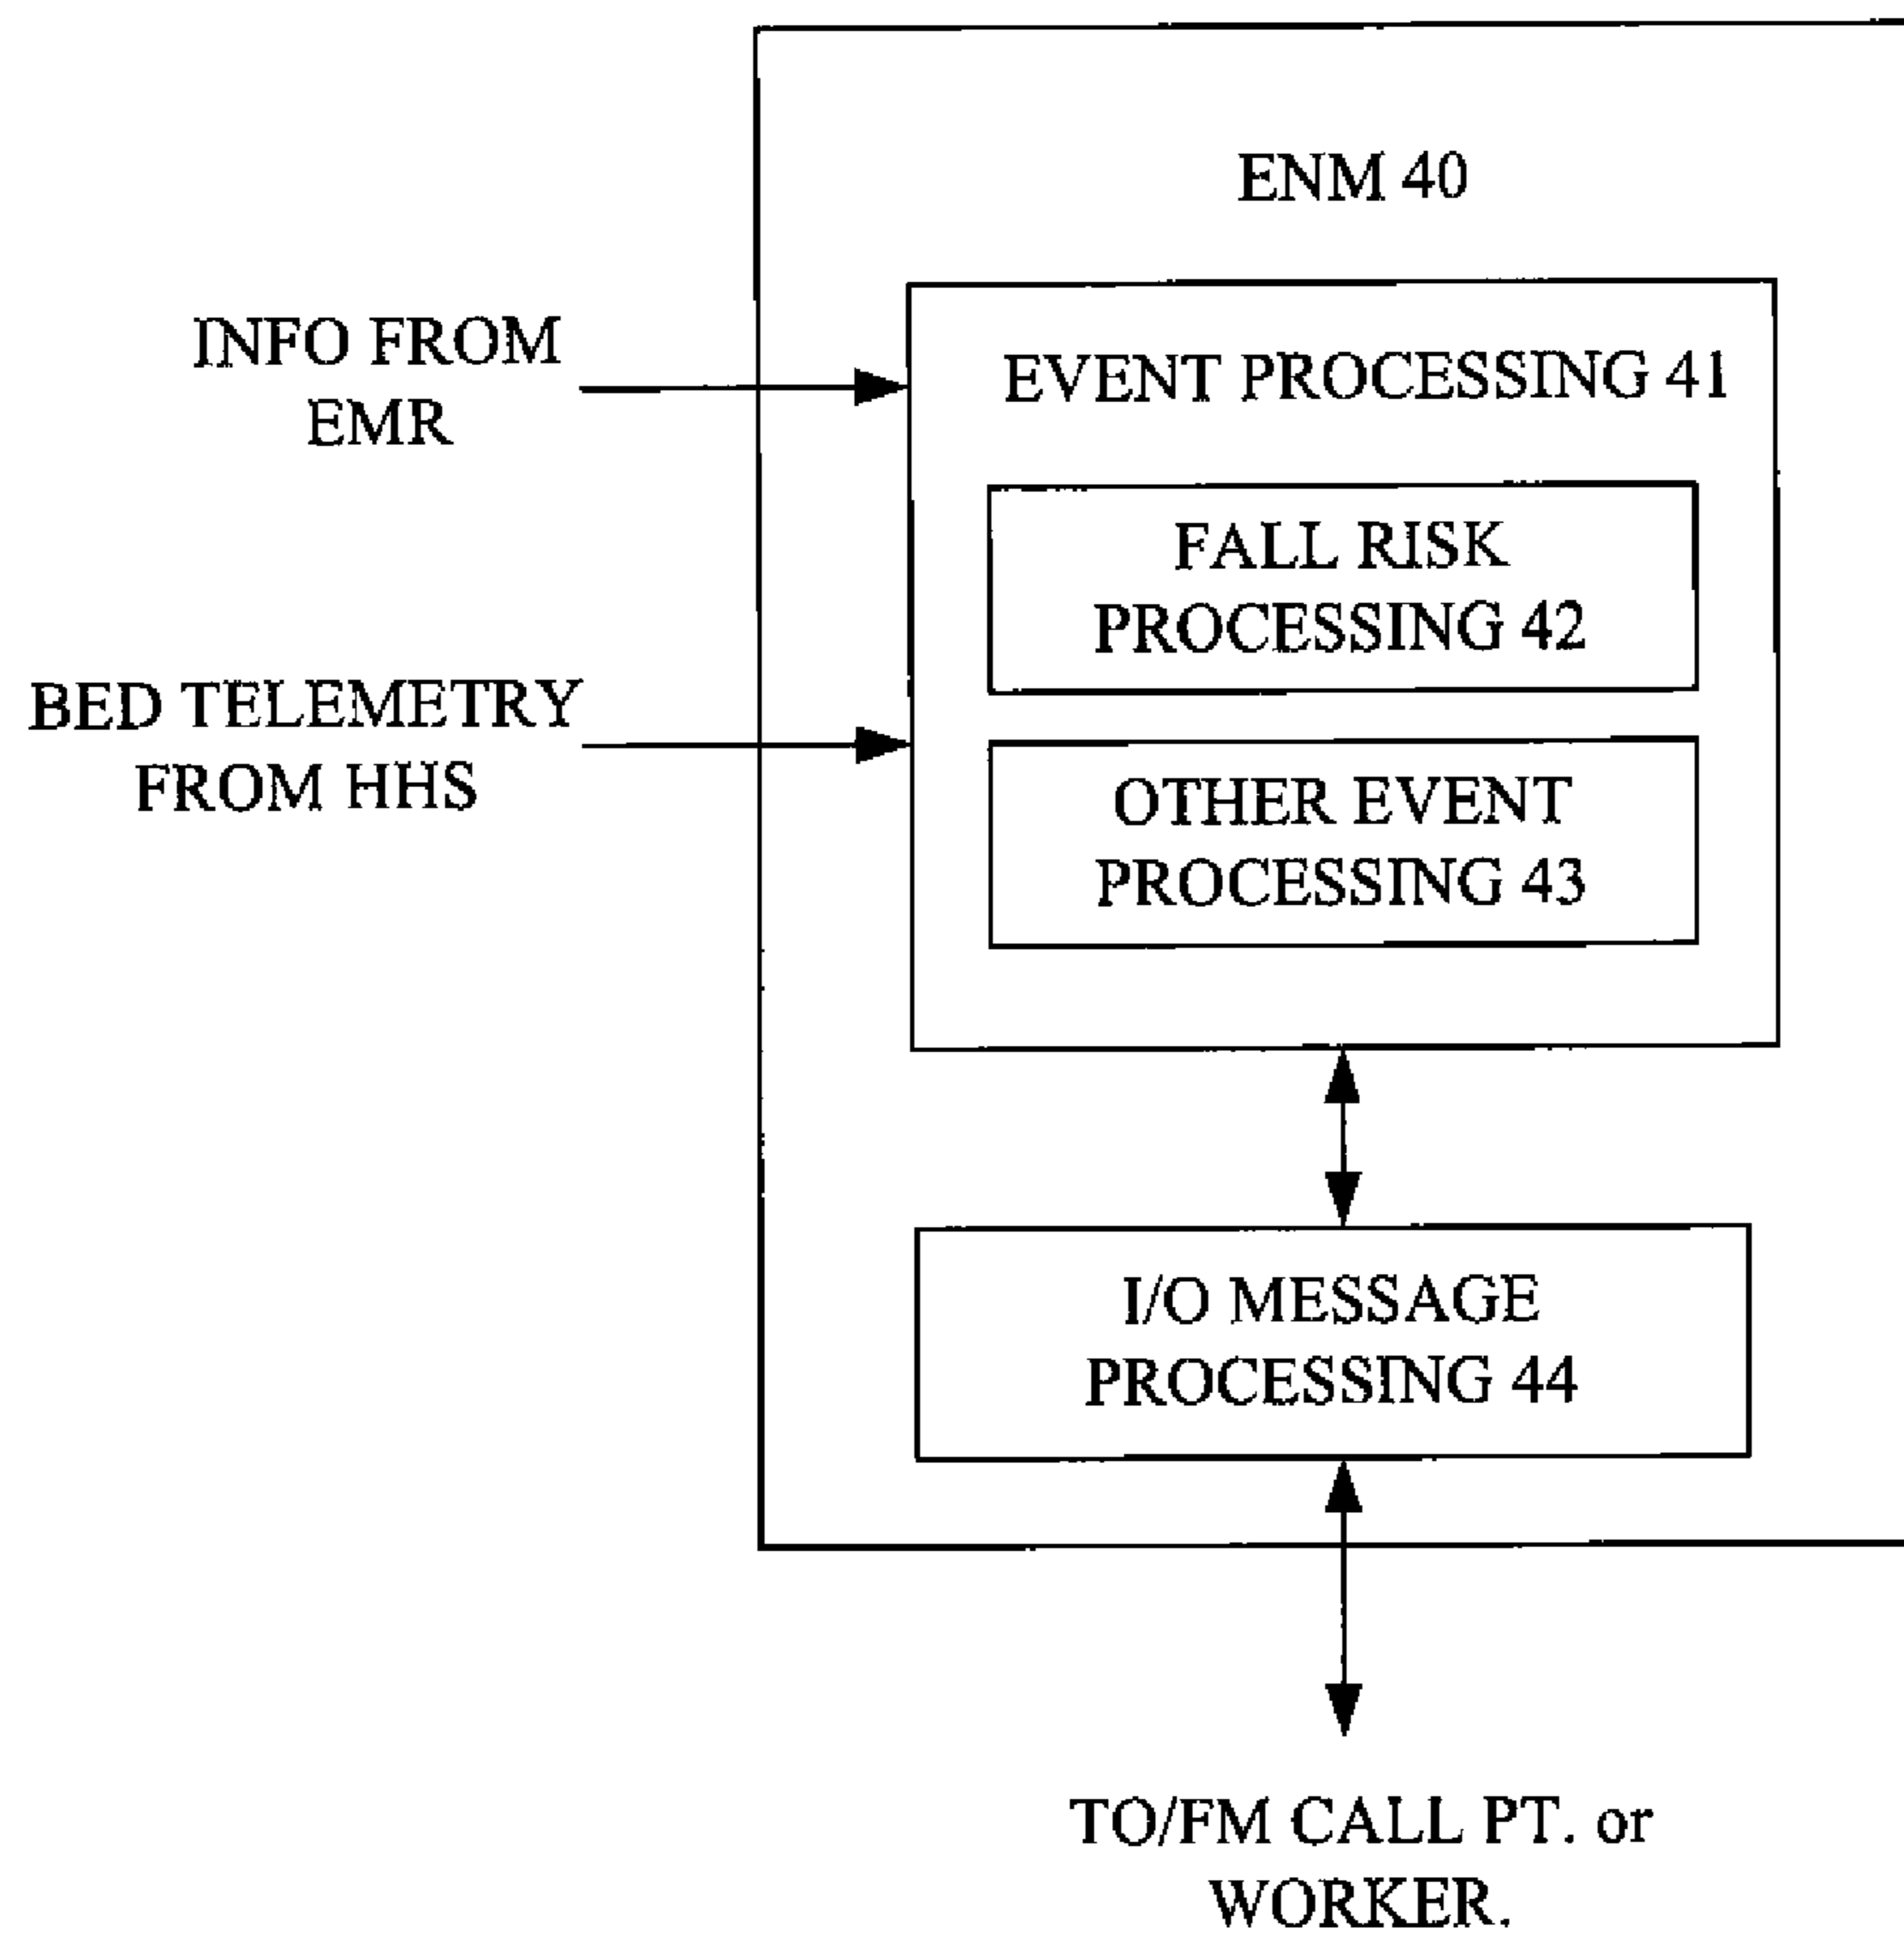 ENM 40
INFO FROM
EMR
EVENT PROCESSING 41
FALL RISK
PROCESSING 42
BED TELEMETRY
FROM HHS
OTHER EVENT
PROCESSING 43
I/O MESSAGE
PROCESSING 44
TO/FM CALL PT. or
WORKER.